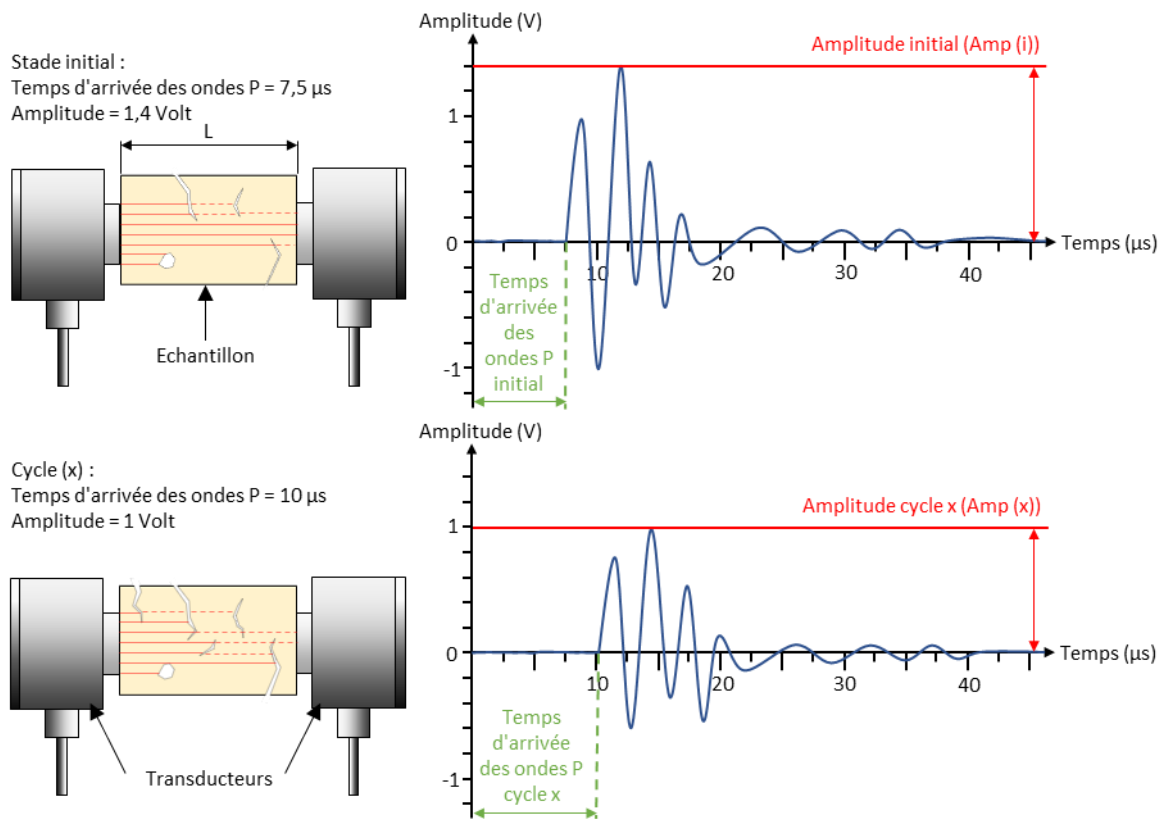 Stade initial :
Temps d'arrivée des ondes P = 7,5 µs
Amplitude = 1,4 Volt
L
Echantillon
Amplitude (V)
Amplitude initial (Amp (i))
1
0
-1
10
20
30
40
Temps (µs)
Temps
d'arrivée
des
ondes P
initial
Cycle (x) :
Temps d'arrivée des ondes P = 10 µs
Amplitude = 1 Volt
Transducteurs
Amplitude (V)
Amplitude cycle x (Amp (x))
1
0
-1
10
20
30
40
Temps (µs)
Temps
d'arrivée
des ondes P
cycle x